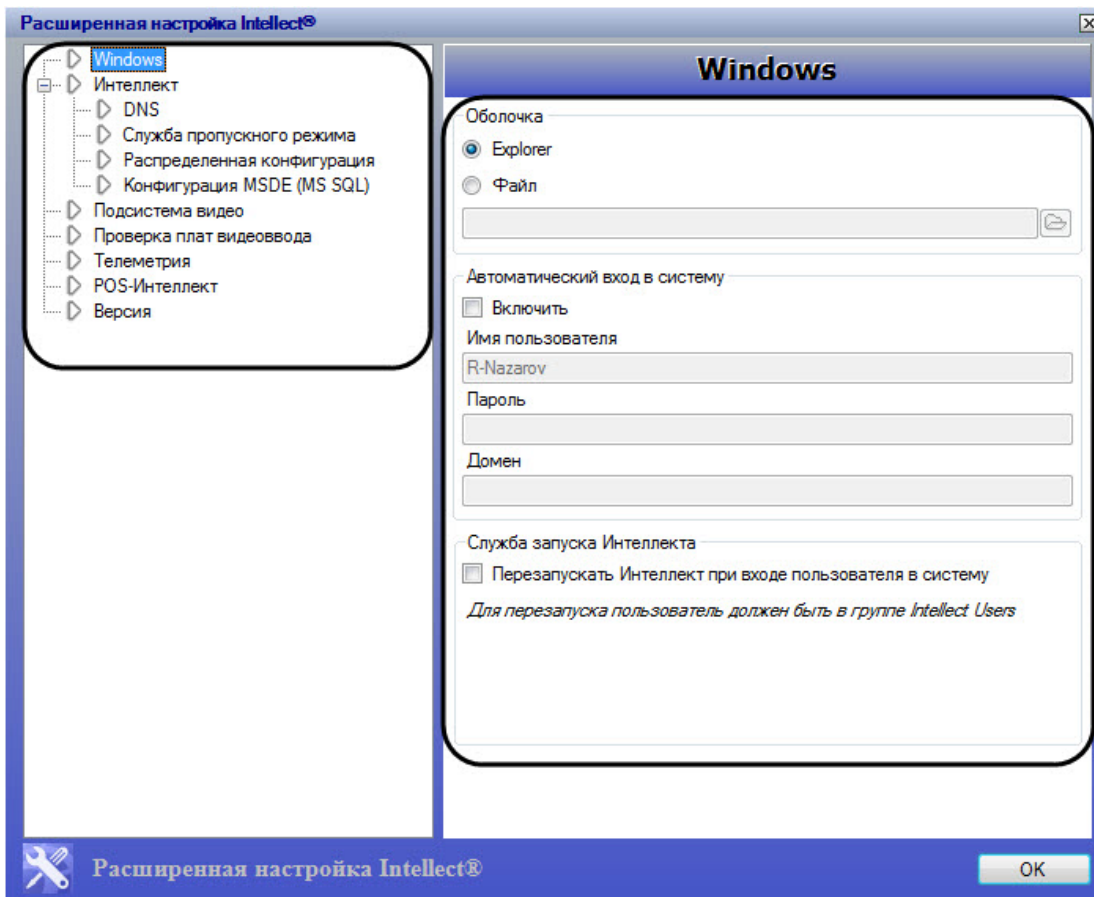 Расширенная настройка Intellect®
Windows
Интеллект
DNS
Служба пропускного режима
Распределенная конфигурация
Конфигурация MSDE (MS SQL)
Подсистема видео
Проверка плат видеоввода
Телеметрия
POS-Интеллект
Версия
Windows
Оболочка
Explorer
Файл
Автоматический вход в систему
Включить
Имя пользователя
R-Nazarov
Пароль
Домен
Служба запуска Интеллекта
Перезапускать Интеллект при входе пользователя в систему
Для перезапуска пользователь должен быть в группе Intellect Users
Расширенная настройка Intellect®
OK